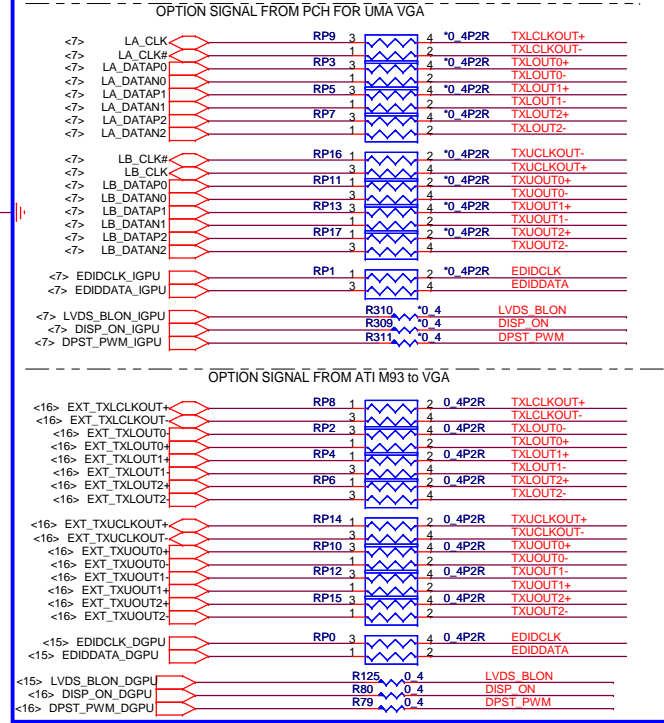 OPTION SIGNAL FROM PCH FOR UMA VGA
<7> LA_CLK RP9 3 4 *0_4P2R TXLCLKOUT+
<7> LA_CLK# 1 2 TXLCLKOUT-
<7> LA_DATAP0 RP3 3 4 *0_4P2R TXLOUT0+
<7> LA_DATAN0 1 2 TXLOUT0-
<7> LA_DATAP1 RP5 3 4 *0_4P2R TXLOUT1+
<7> LA_DATAN1 1 2 TXLOUT1-
<7> LA_DATAP2 RP7 3 4 *0_4P2R TXLOUT2+
<7> LA_DATAN2 1 2 TXLOUT2-
<7> LB_CLK# RP16 1 2 *0_4P2R TXUCLKOUT-
<7> LB_CLK 3 4 TXUCLKOUT+
<7> LB_DATAP0 RP11 1 2 *0_4P2R TXUOUT0+
<7> LB_DATAN0 3 4 TXUOUT0-
<7> LB_DATAP1 RP13 3 4 *0_4P2R TXUOUT1+
<7> LB_DATAN1 1 2 TXUOUT1-
<7> LB_DATAP2 RP17 1 2 *0_4P2R TXUOUT2+
<7> LB_DATAN2 3 4 TXUOUT2-
<7> EDIDCLK_IGPU RP1 1 2 *0_4P2R EDIDCLK
<7> EDIDDATA_IGPU 3 4 EDIDDATA
<7> LVDS_BLON_IGPU R310 *0_4 LVDS_BLON
<7> DISP_ON_IGPU R309 *0_4 DISP_ON
<7> DPST_PWM_IGPU R311 *0_4 DPST_PWM
OPTION SIGNAL FROM ATI M93 to VGA
<16> EXT_TXLCLKOUT+ RP8 1 2 0_4P2R TXLCLKOUT+
<16> EXT_TXLCLKOUT- 3 4 TXLCLKOUT-
<16> EXT_TXLOUT0- RP2 3 4 0_4P2R TXLOUT0-
<16> EXT_TXLOUT0+ 1 2 TXLOUT0+
<16> EXT_TXLOUT1+ RP4 1 2 0_4P2R TXLOUT1+
<16> EXT_TXLOUT1- 3 4 TXLOUT1-
<16> EXT_TXLOUT2+ RP6 1 2 0_4P2R TXLOUT2+
<16> EXT_TXLOUT2- 3 4 TXLOUT2-
<16> EXT_TXUCLKOUT+ RP14 1 2 0_4P2R TXUCLKOUT+
<16> EXT_TXUCLKOUT- 3 4 TXUCLKOUT-
<16> EXT_TXUOUT0+ RP10 3 4 0_4P2R TXUOUT0+
<16> EXT_TXUOUT0- 1 2 TXUOUT0-
<16> EXT_TXUOUT1- RP12 3 4 0_4P2R TXUOUT1-
<16> EXT_TXUOUT1+ 1 2 TXUOUT1+
<16> EXT_TXUOUT2+ RP15 3 4 0_4P2R TXUOUT2+
<16> EXT_TXUOUT2- 1 2 TXUOUT2-
<15> EDIDCLK_DGPU RP0 3 4 0_4P2R EDIDCLK
<15> EDIDDATA_DGPU 1 2 EDIDDATA
<15> LVDS_BLON_DGPU R125 0_4 LVDS_BLON
<16> DISP_ON_DGPU R80 0_4 DISP_ON
<16> DPST_PWM_DGPU R79 0_4 DPST_PWM